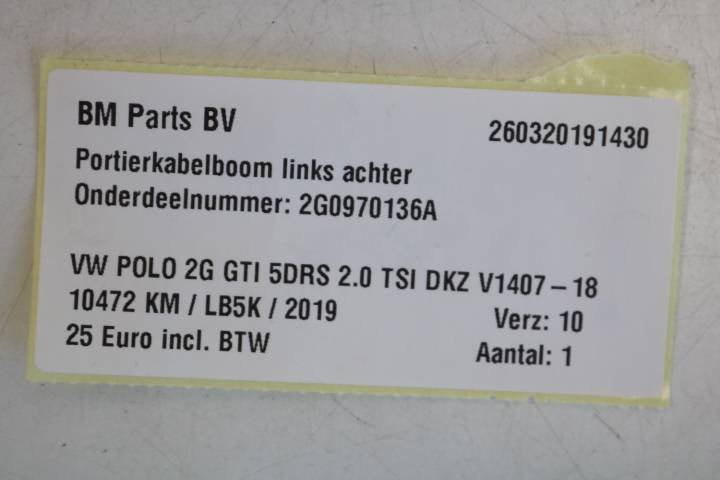 BM Parts BV 260320191430
Portierkabelboom links achter
Onderdeelnummer: 2G0970136A
VW POLO 2G GTI 5DRS 2.0 TSI DKZ V1407-18
10472 KM / LB5K / 2019 Verz: 10
25 Euro incl. BTW Aantal: 1